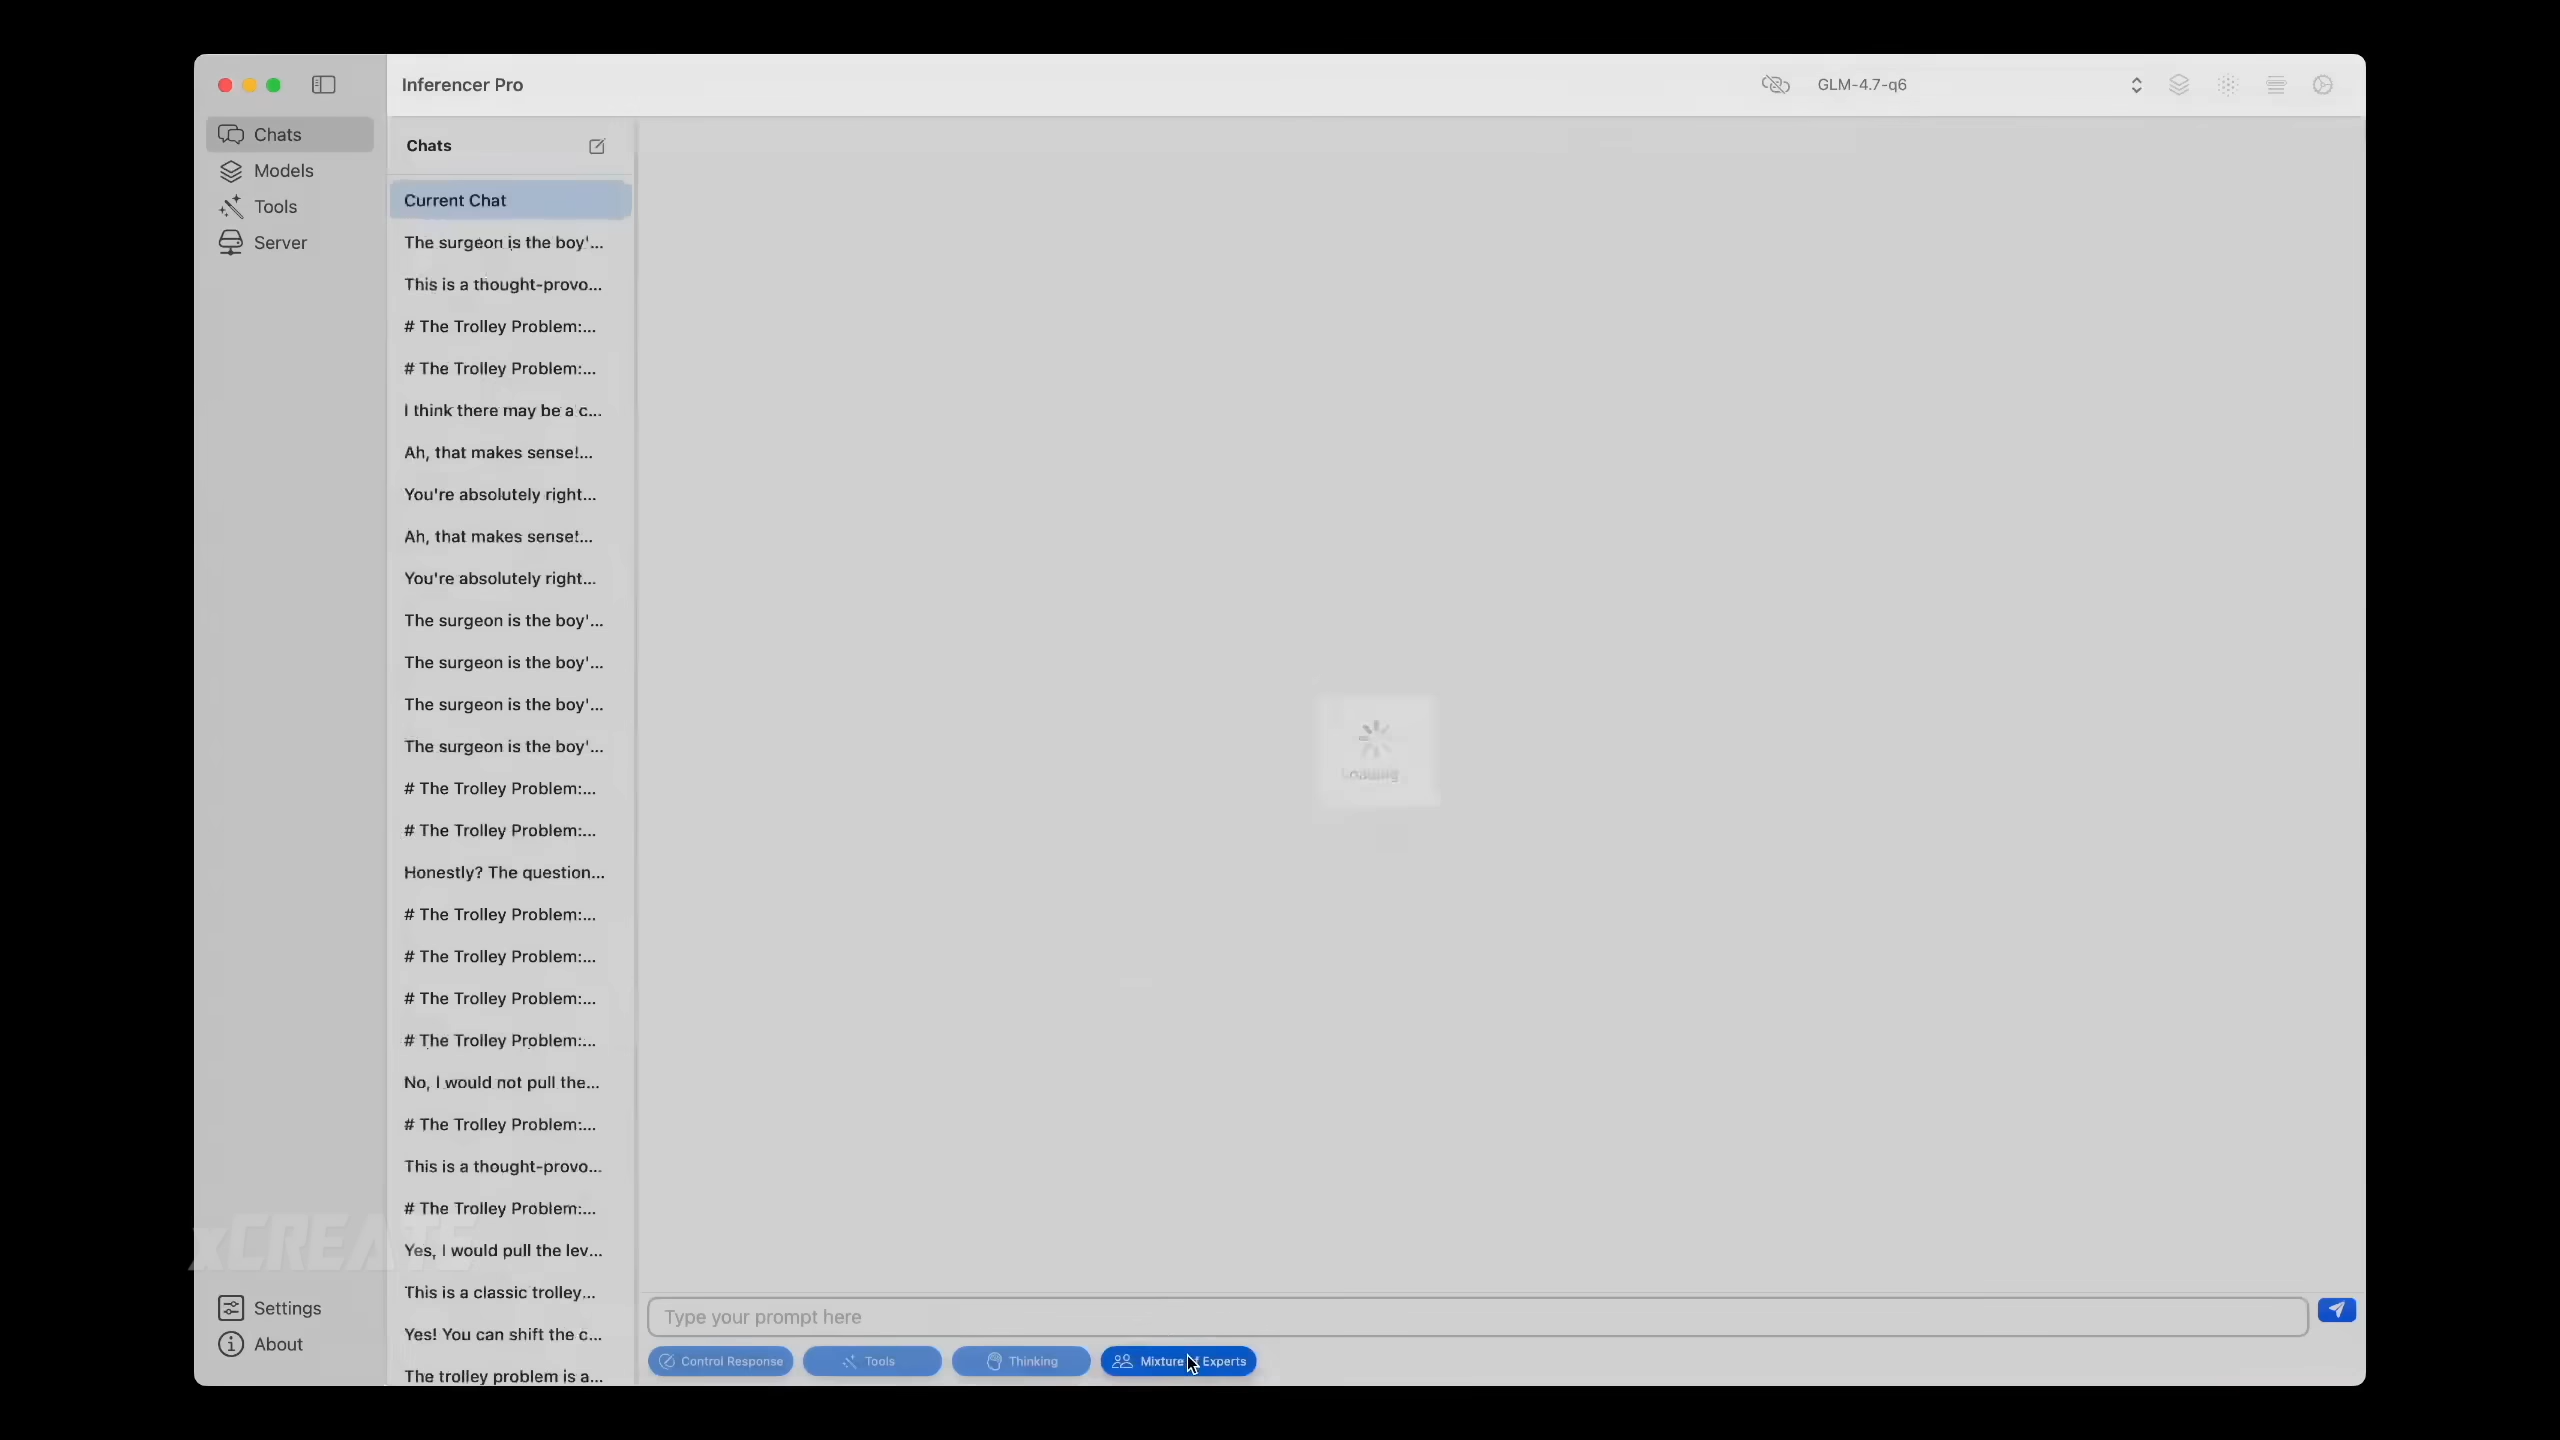 Inferencer Pro
GLM-4.7-q6
Chats
Models
Tools
Server
Chats
Current Chat
The surgeon is the boy'...
This is a thought-provo...
# The Trolley Problem:...
# The Trolley Problem:...
I think there may be a c...
Ah, that makes sense!...
You're absolutely right...
Ah, that makes sense!...
You're absolutely right...
The surgeon is the boy'...
The surgeon is the boy'...
The surgeon is the boy'...
The surgeon is the boy'...
# The Trolley Problem:...
# The Trolley Problem:...
Honestly? The question...
# The Trolley Problem:...
# The Trolley Problem:...
# The Trolley Problem:...
# The Trolley Problem:...
No, I would not pull the...
# The Trolley Problem:...
This is a thought-provo...
# The Trolley Problem:...
Yes, I would pull the lev...
This is a classic trolley...
Yes! You can shift the c...
The trolley problem is a...
xCREATE
Settings
About
Type your prompt here
Control Response
Tools
Thinking
Mixture of Experts